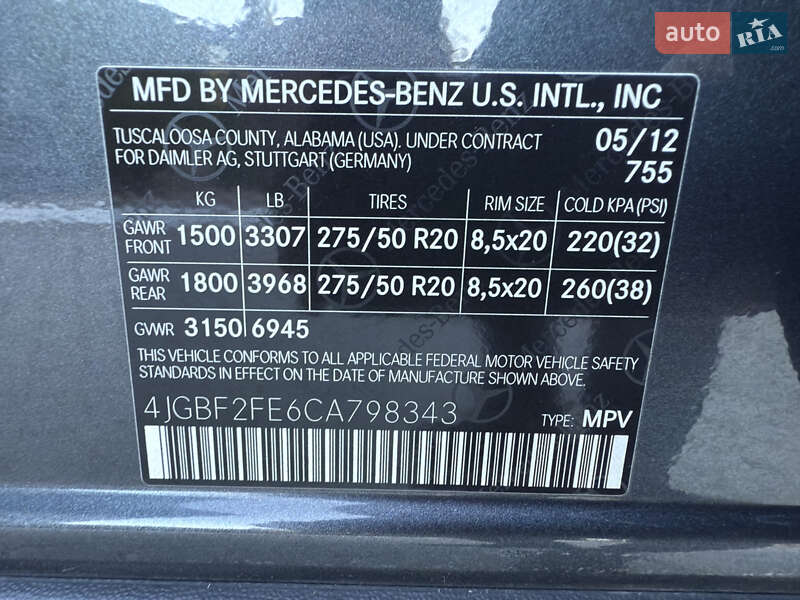 auto RIA.com
MFD BY MERCEDES-BENZ U.S. INTL., INC
TUSCALOOSA COUNTY, ALABAMA (USA). UNDER CONTRACT 05/12
FOR DAIMLER AG, STUTTGART (GERMANY) 755
KG LB TIRES RIM SIZE COLD KPA(PSI)
GAWR FRONT 1500 3307 275/50 R20 8,5x20 220(32)
GAWR REAR 1800 3968 275/50 R20 8,5x20 260(38)
GVWR 3150 6945
THIS VEHICLE CONFORMS TO ALL APPLICABLE FEDERAL MOTOR VEHICLE SAFETY
STANDARDS IN EFFECT ON THE DATE OF MANUFACTURE SHOWN ABOVE.
4JGBF2FE6CA798343 TYPE: MPV